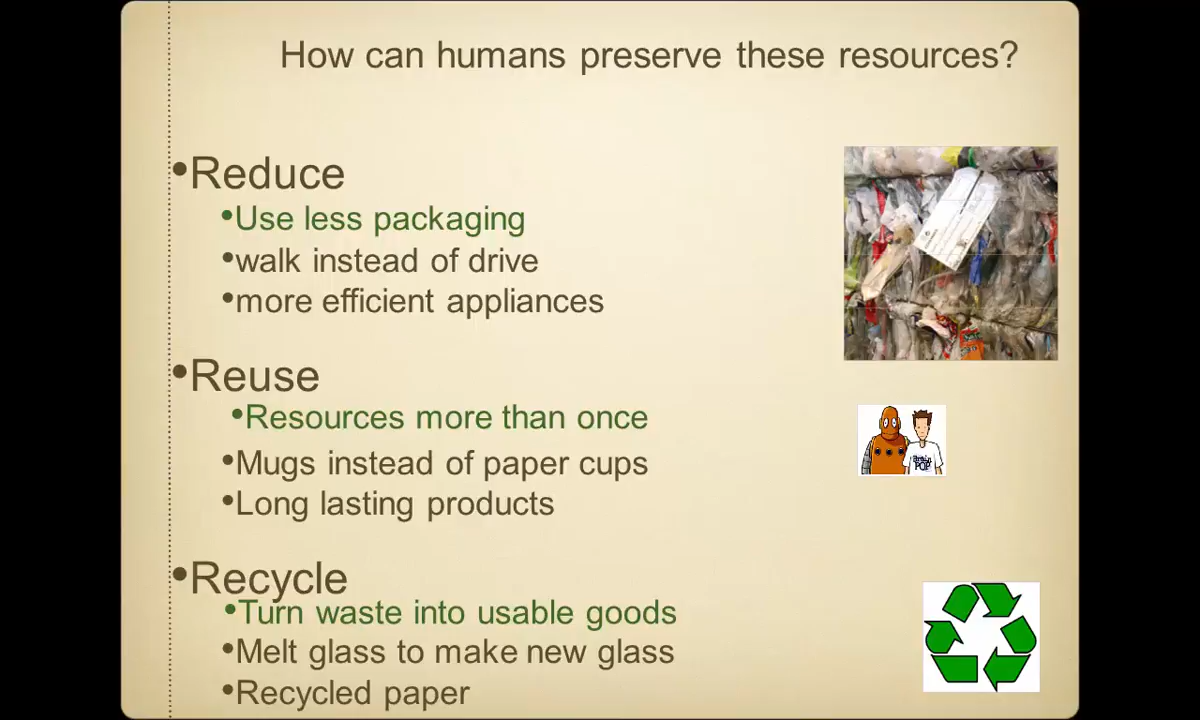 How can humans preserve these resources?
•Reduce
•Use less packaging
•walk instead of drive
•more efficient appliances
•Reuse
•Resources more than once
•Mugs instead of paper cups
•Long lasting products
Brain
POP
•Recycle
•Turn waste into usable goods
•Melt glass to make new glass
•Recycled paper